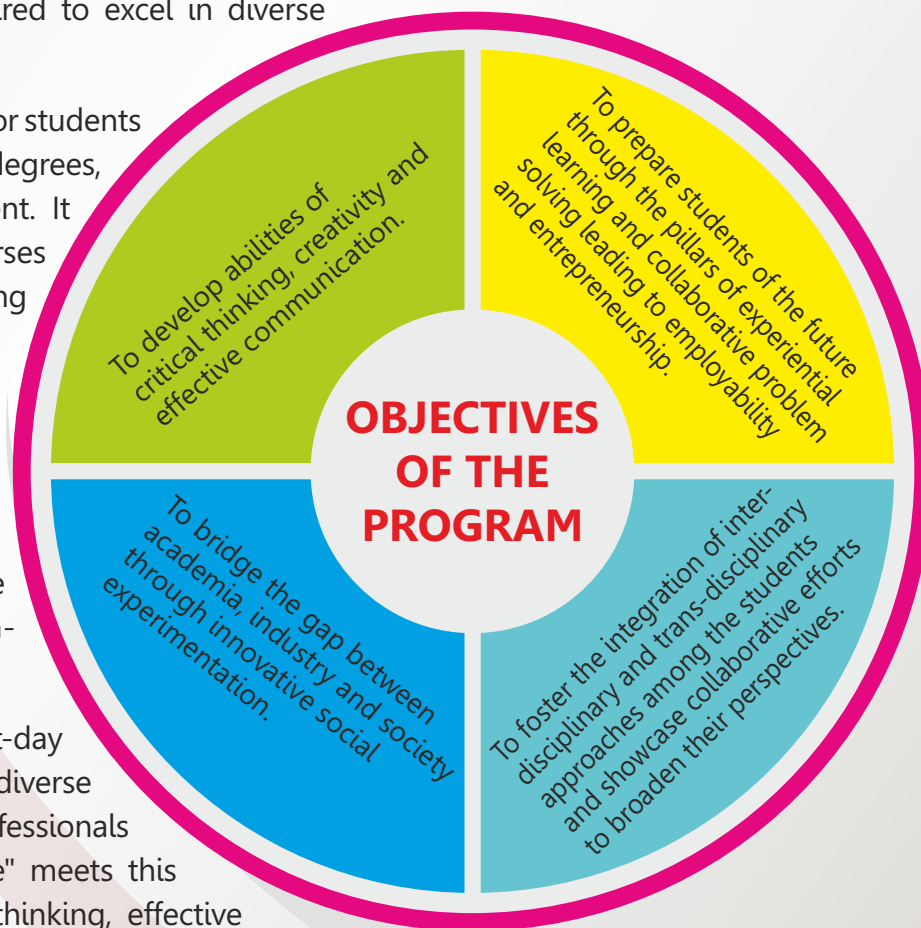 red to excel in diverse
or students
degrees,
ent. It
rses
ng
e
-
t-day
diverse
fessionals
e" meets this
thinking, effective
To develop abilities of
critical thinking, creativity and
effective communication.
To prepare students of the future
through the pillars of experiential
learning and collaborative problem
solving leading to employability
and entrepreneurship.
OBJECTIVES
OF THE
PROGRAM
To bridge the gap between
academia, industry and society
through innovative social
experimentation.
To foster the integration of inter-
disciplinary and trans-disciplinary
approaches among the students
and showcase collaborative efforts
to broaden their perspectives.